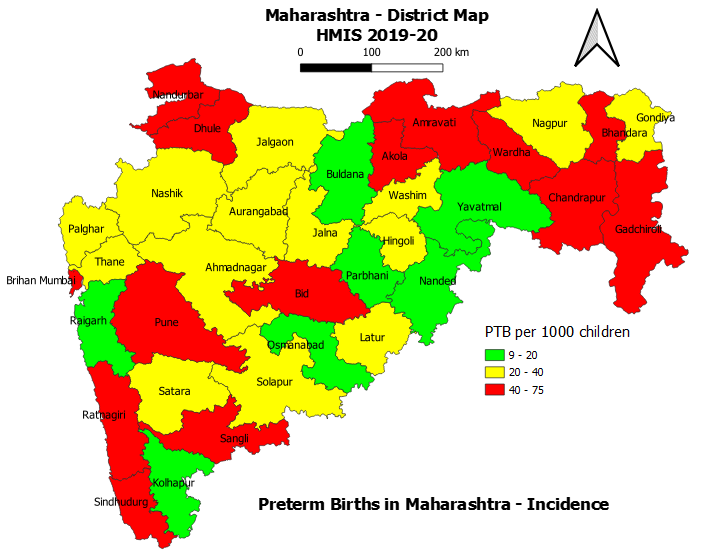 Maharashtra - District Map
HMIS 2019-20
0 100 200 km
Nandurbar
Dhule
Jalgaon
Buldana
Akola
Amravati
Wardha
Nagpur
Bhandara
Gondiya
Nashik
Aurangabad
Jalna
Washim
Yavatmal
Chandrapur
Gadchiroli
Palghar
Thane
Ahmadnagar
Hingoli
Parbhani
Nanded
Brihan Mumbai
Raigarh
Pune
Bid
Osmanabad
Latur
PTB per 1000 children
9 - 20
20 - 40
40 - 75
Satara
Solapur
Ratnagiri
Sangli
Kolhapur
Sindhudurg
Preterm Births in Maharashtra - Incidence